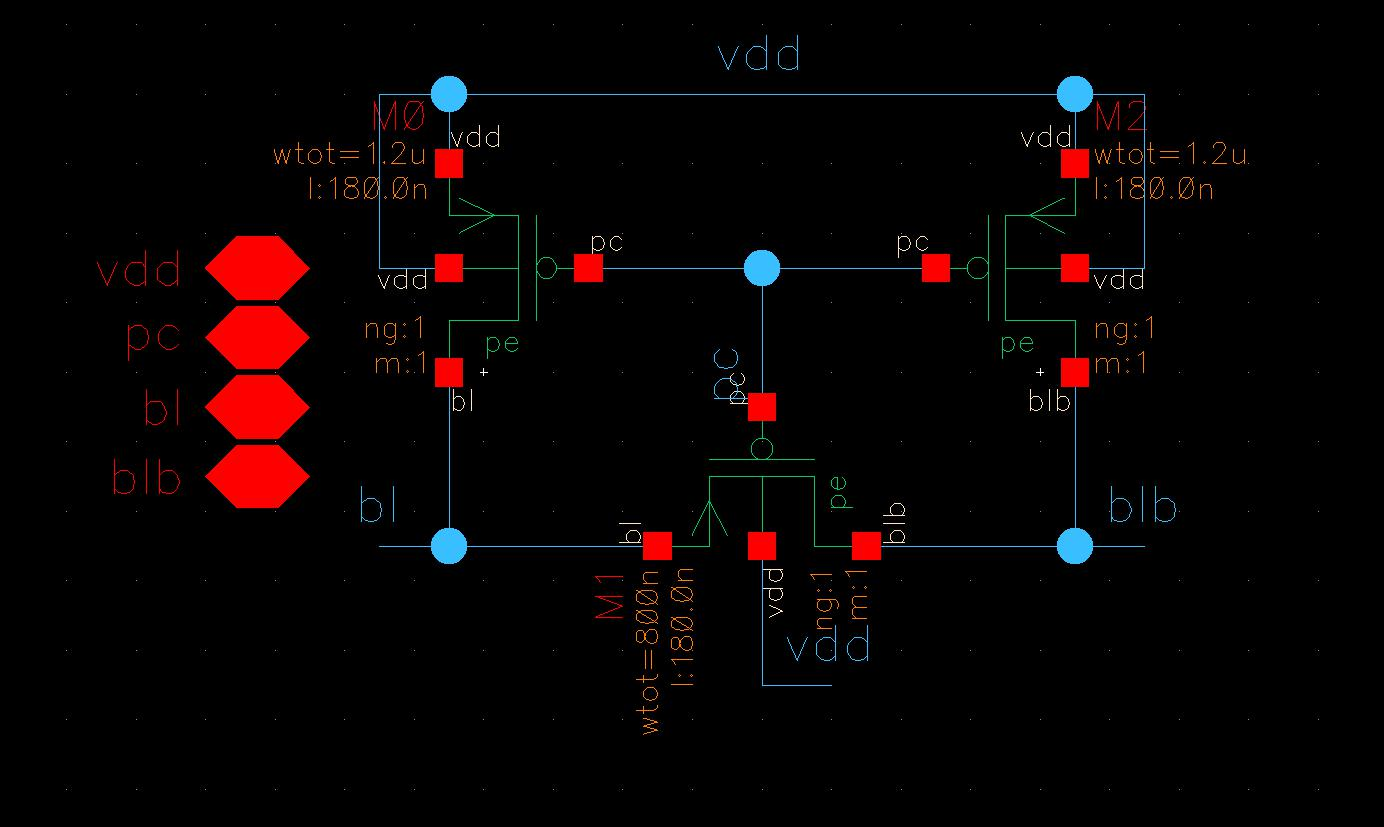 vdd
M0
vdd
wtot=1.2u
l:180.0n
vdd
M2
wtot=1.2u
l:180.0n
pc
pc
vdd
pc
bl
blb
vdd
vdd
ng:1
m:1
pe
bl
pe
ng:1
m:1
blb
pc
pc
bl
blb
bl
pe
blb
M1
wtot=800n
l:180.0n
vdd
ng:1
m:1
vdd